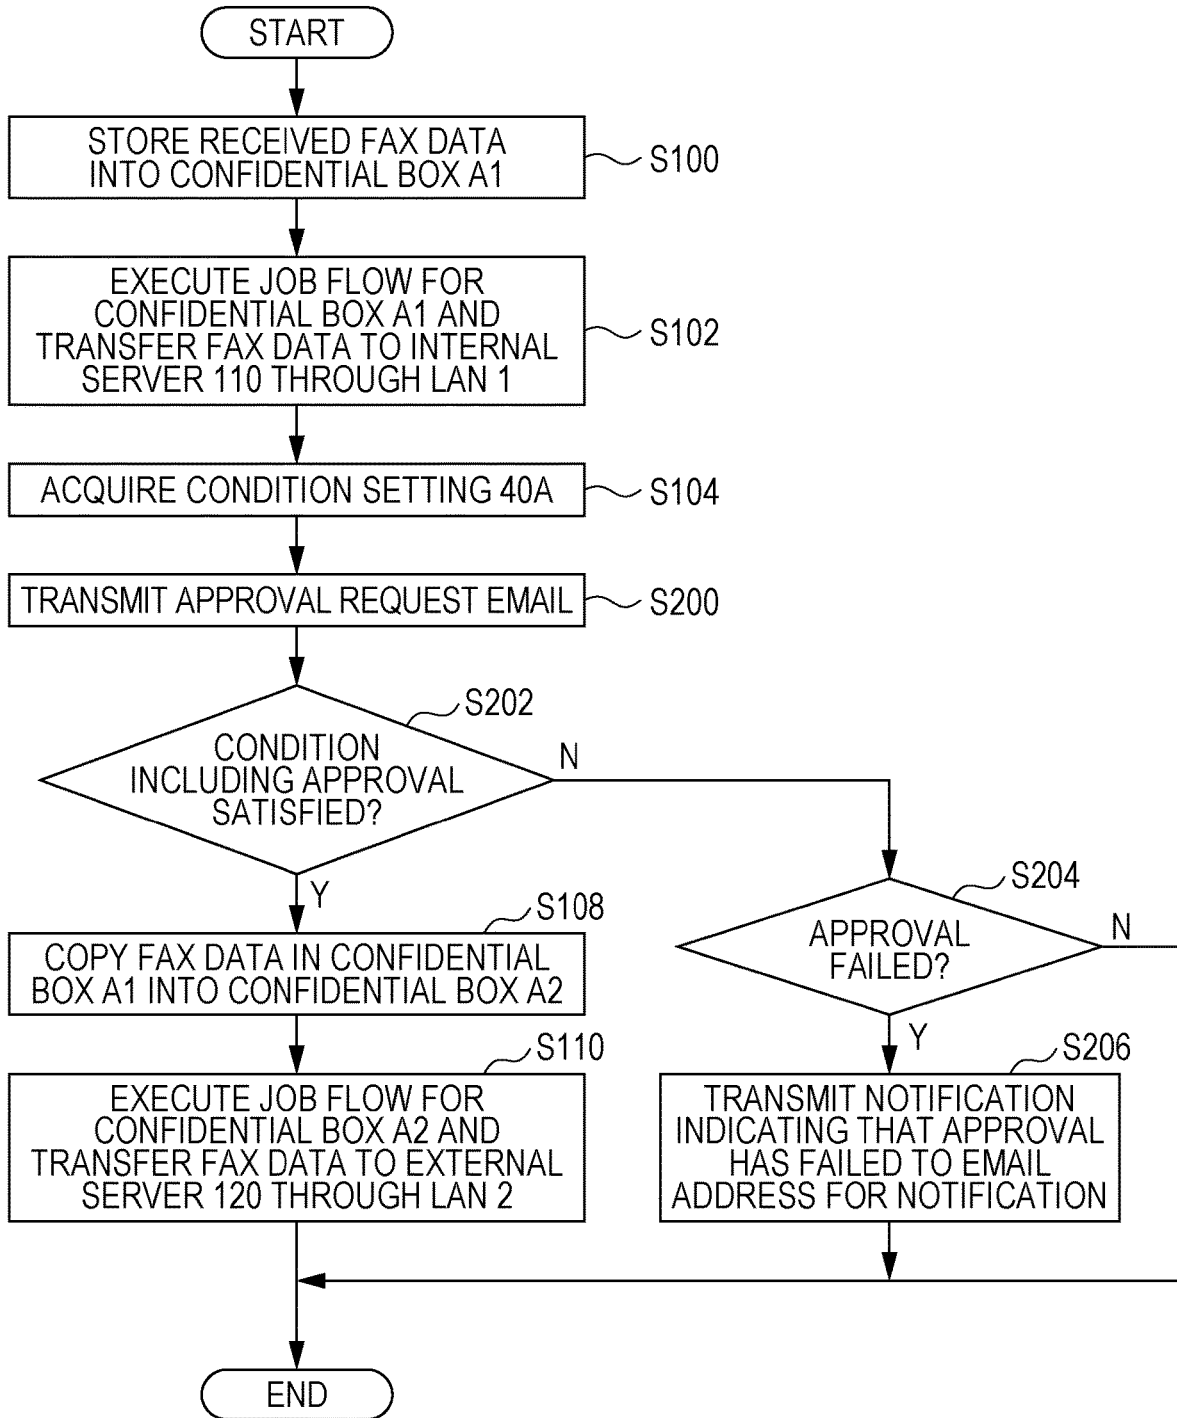 START
STORE RECEIVED FAX DATA
INTO CONFIDENTIAL BOX A1
S100
EXECUTE JOB FLOW FOR
CONFIDENTIAL BOX A1 AND
TRANSFER FAX DATA TO INTERNAL
SERVER 110 THROUGH LAN 1
S102
ACQUIRE CONDITION SETTING 40A
S104
TRANSMIT APPROVAL REQUEST EMAIL
S200
S202
CONDITION
INCLUDING APPROVAL
SATISFIED?
N
Y
S204
APPROVAL
FAILED?
N
Y
S108
COPY FAX DATA IN CONFIDENTIAL
BOX A1 INTO CONFIDENTIAL BOX A2
S110
EXECUTE JOB FLOW FOR
CONFIDENTIAL BOX A2 AND
TRANSFER FAX DATA TO EXTERNAL
SERVER 120 THROUGH LAN 2
S206
TRANSMIT NOTIFICATION
INDICATING THAT APPROVAL
HAS FAILED TO EMAIL
ADDRESS FOR NOTIFICATION
END